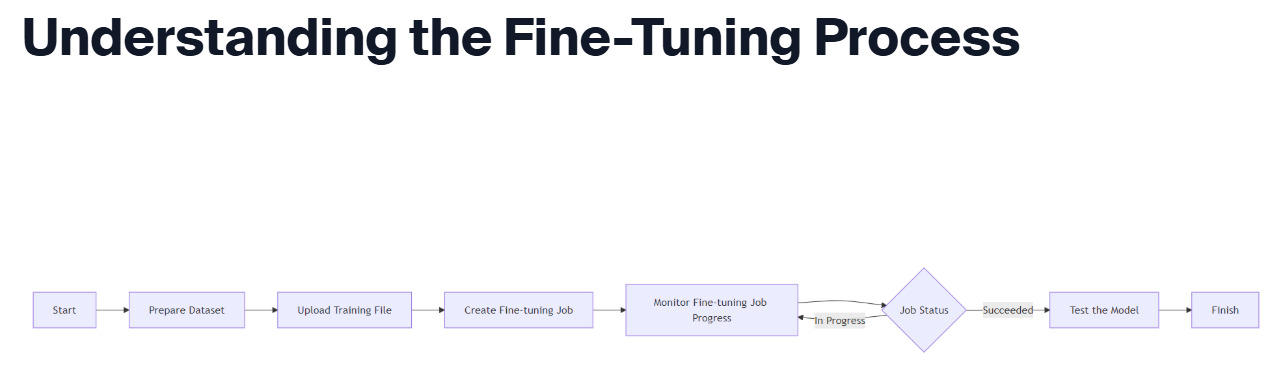 Understanding the Fine-Tuning Process
Start
Prepare Dataset
Upload Training File
Create Fine-tuning Job
Monitor Fine-tuning Job
Progress
In Progress
Job Status
Succeeded
Test the Model
Finish